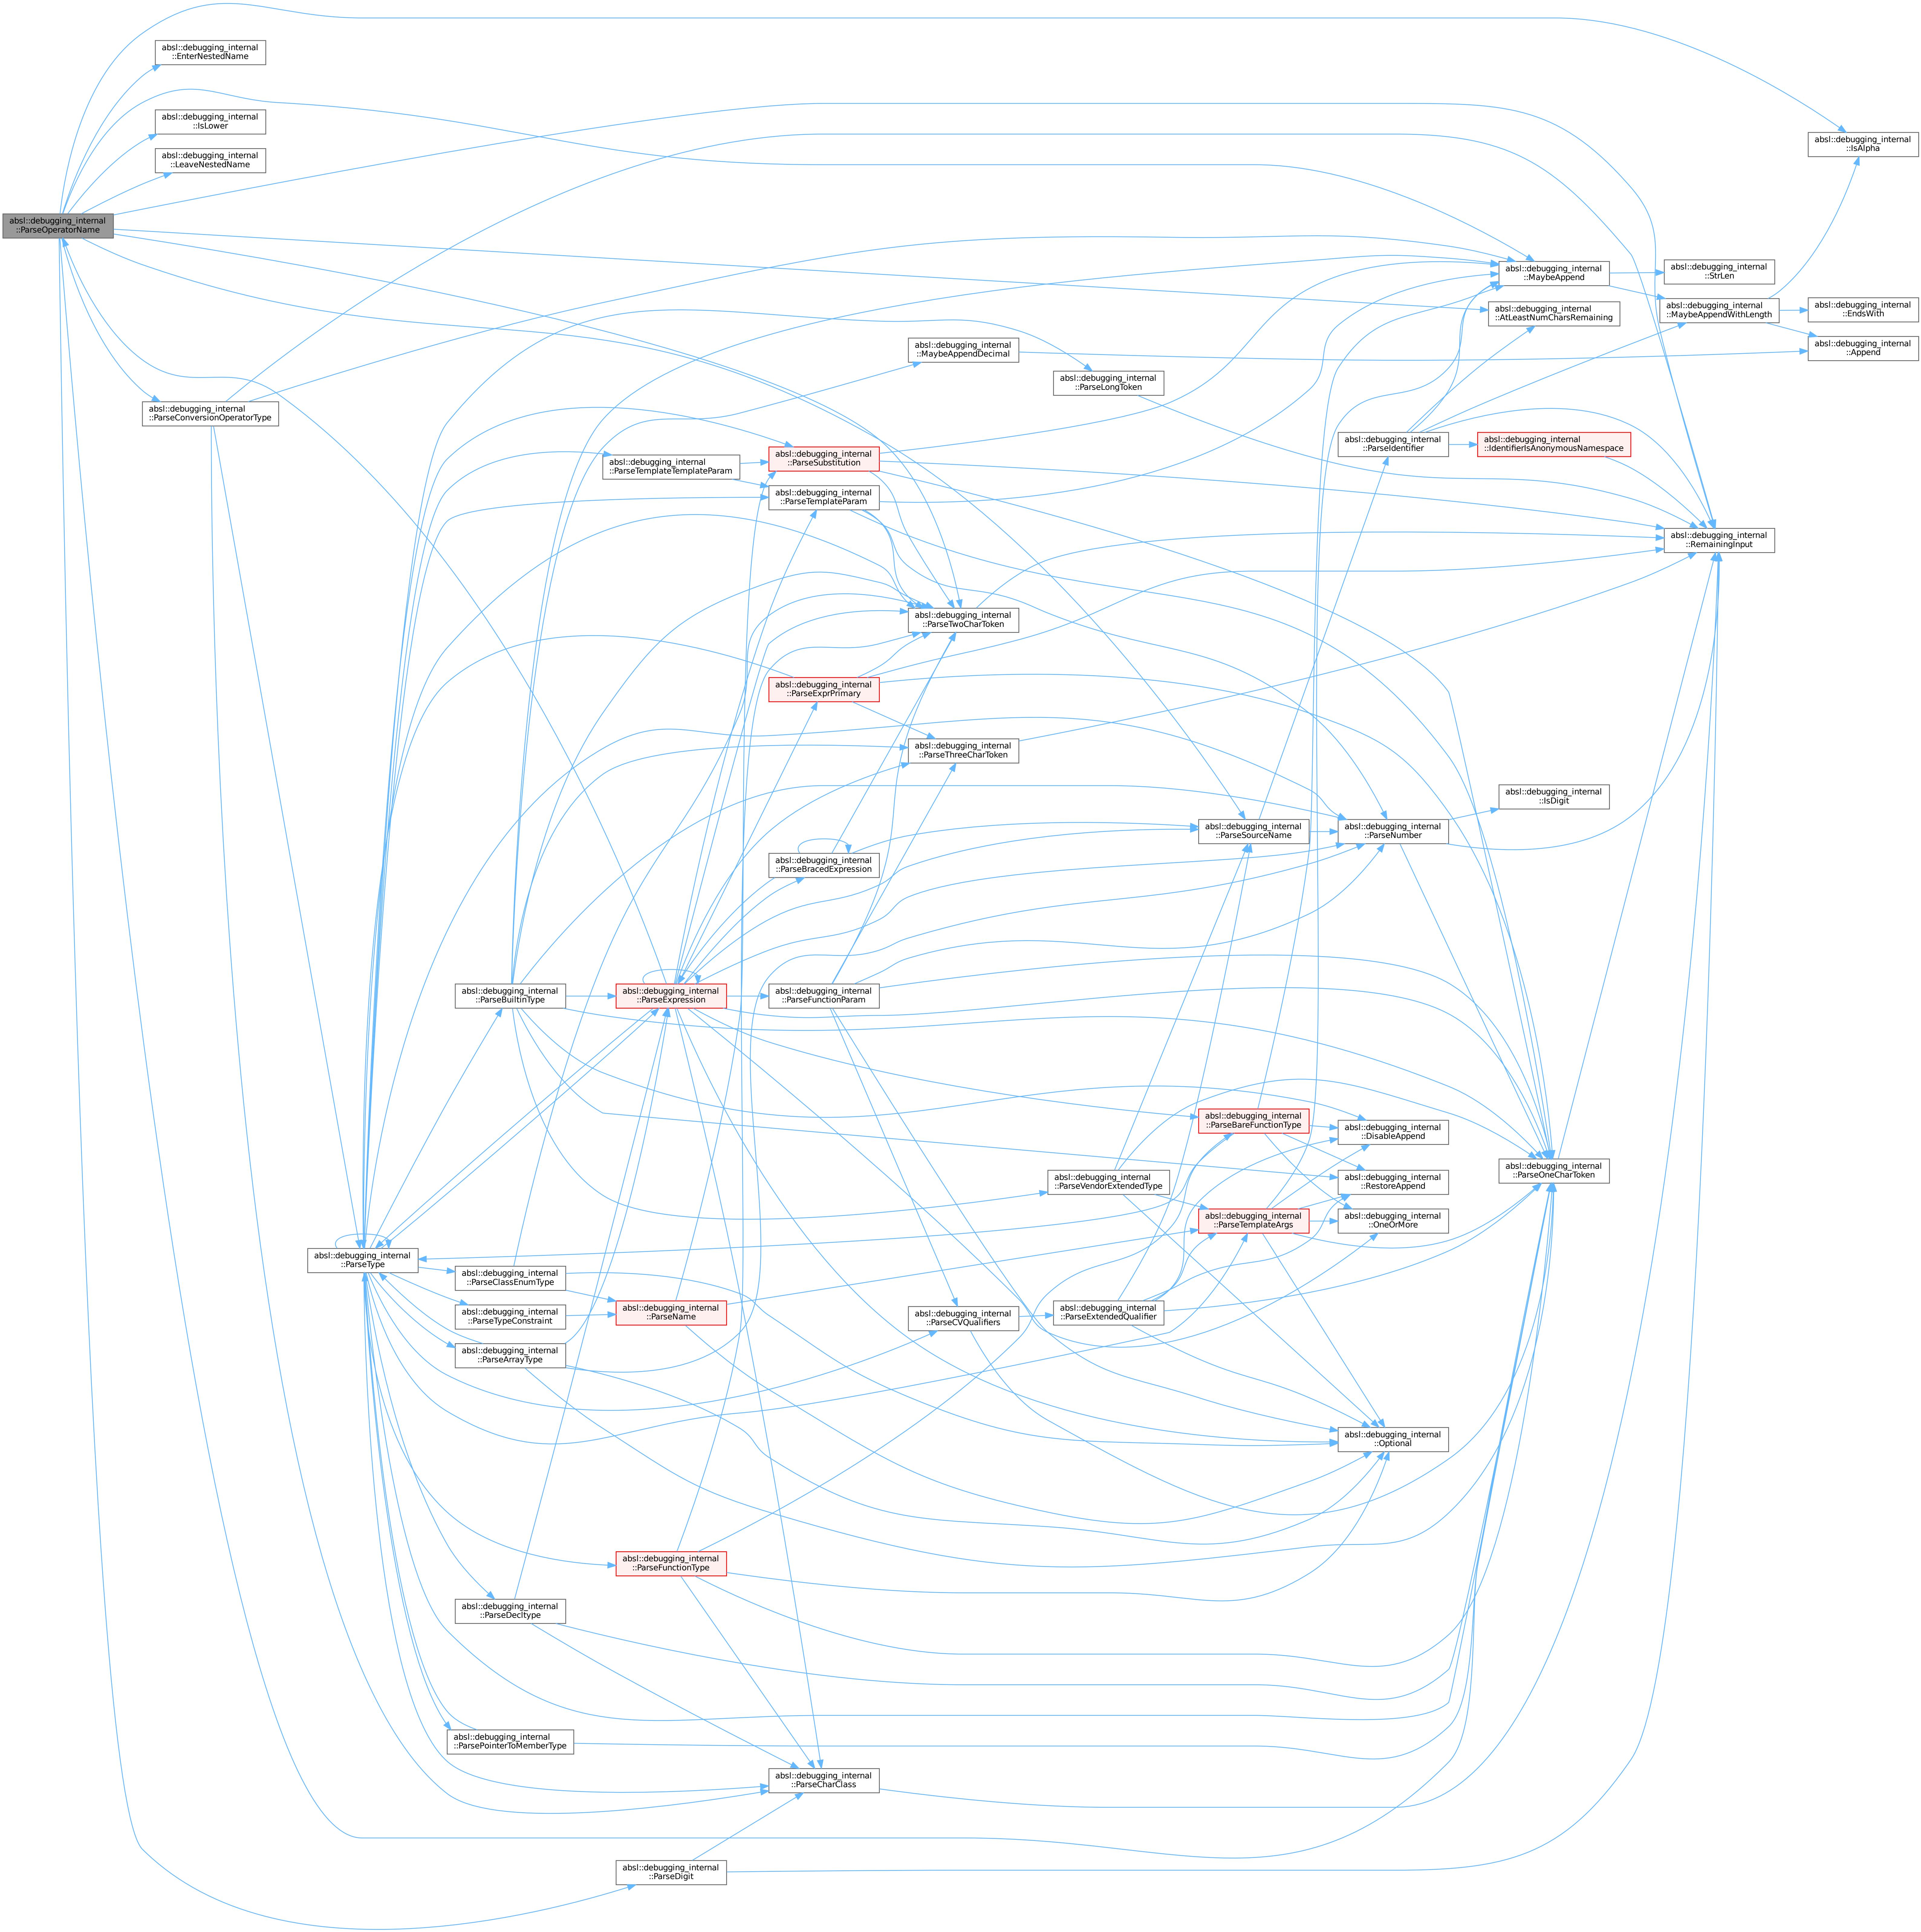 absl::debugging_internal
::ParseOperatorName
absl::debugging_internal
::EnterNestedName
absl::debugging_internal
::IsLower
absl::debugging_internal
::LeaveNestedName
absl::debugging_internal
::ParseConversionOperatorType
absl::debugging_internal
::ParseType
absl::debugging_internal
::ParseBuiltinType
absl::debugging_internal
::ParseClassEnumType
absl::debugging_internal
::ParseTypeConstraint
absl::debugging_internal
::ParseArrayType
absl::debugging_internal
::ParseDecltype
absl::debugging_internal
::ParsePointerToMemberType
absl::debugging_internal
::ParseTemplateTemplateParam
absl::debugging_internal
::ParseExpression
absl::debugging_internal
::ParseName
absl::debugging_internal
::ParseFunctionType
absl::debugging_internal
::ParseDigit
absl::debugging_internal
::ParseSubstitution
absl::debugging_internal
::ParseTemplateParam
absl::debugging_internal
::ParseExprPrimary
absl::debugging_internal
::ParseBracedExpression
absl::debugging_internal
::ParseFunctionParam
absl::debugging_internal
::ParseCharClass
absl::debugging_internal
::MaybeAppendDecimal
absl::debugging_internal
::ParseTwoCharToken
absl::debugging_internal
::ParseThreeCharToken
absl::debugging_internal
::ParseCVQualifiers
absl::debugging_internal
::ParseLongToken
absl::debugging_internal
::ParseVendorExtendedType
absl::debugging_internal
::ParseExtendedQualifier
absl::debugging_internal
::ParseSourceName
absl::debugging_internal
::ParseBareFunctionType
absl::debugging_internal
::ParseTemplateArgs
absl::debugging_internal
::ParseIdentifier
absl::debugging_internal
::ParseNumber
absl::debugging_internal
::DisableAppend
absl::debugging_internal
::RestoreAppend
absl::debugging_internal
::OneOrMore
absl::debugging_internal
::Optional
absl::debugging_internal
::MaybeAppend
absl::debugging_internal
::AtLeastNumCharsRemaining
absl::debugging_internal
::IdentifierIsAnonymousNamespace
absl::debugging_internal
::IsDigit
absl::debugging_internal
::ParseOneCharToken
absl::debugging_internal
::StrLen
absl::debugging_internal
::MaybeAppendWithLength
absl::debugging_internal
::RemainingInput
absl::debugging_internal
::IsAlpha
absl::debugging_internal
::EndsWith
absl::debugging_internal
::Append